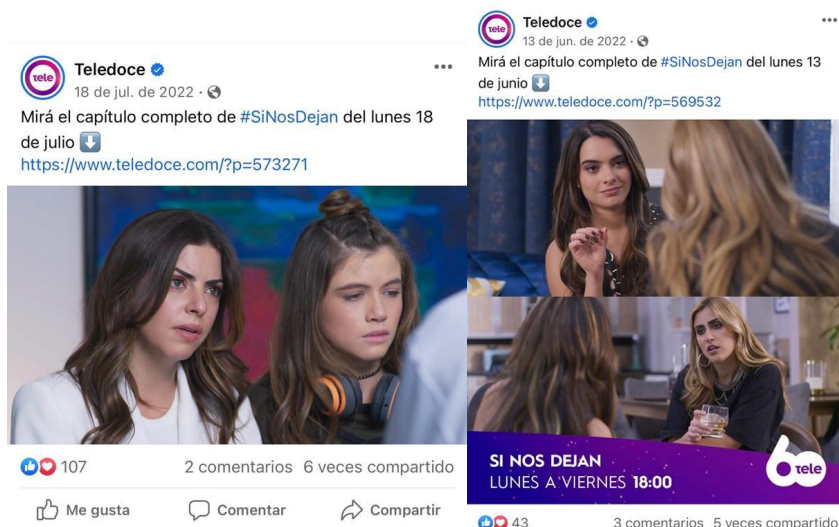 tele
Teledoce
18 de jul. de 2022 ·
Mirá el capítulo completo de #SiNosDejan del lunes 18
de julio
https://www.teledoce.com/?p=573271
107
2 comentarios 6 veces compartido
Me gusta Comentar Compartir
tele
Teledoce
13 de jun. de 2022 ·
Mirá el capítulo completo de #SiNosDejan del lunes 13
de junio
https://www.teledoce.com/?p=569532
SI NOS DEJAN
LUNES A VIERNES 18:00
60 tele
43
3 comentarios 5 veces compartido